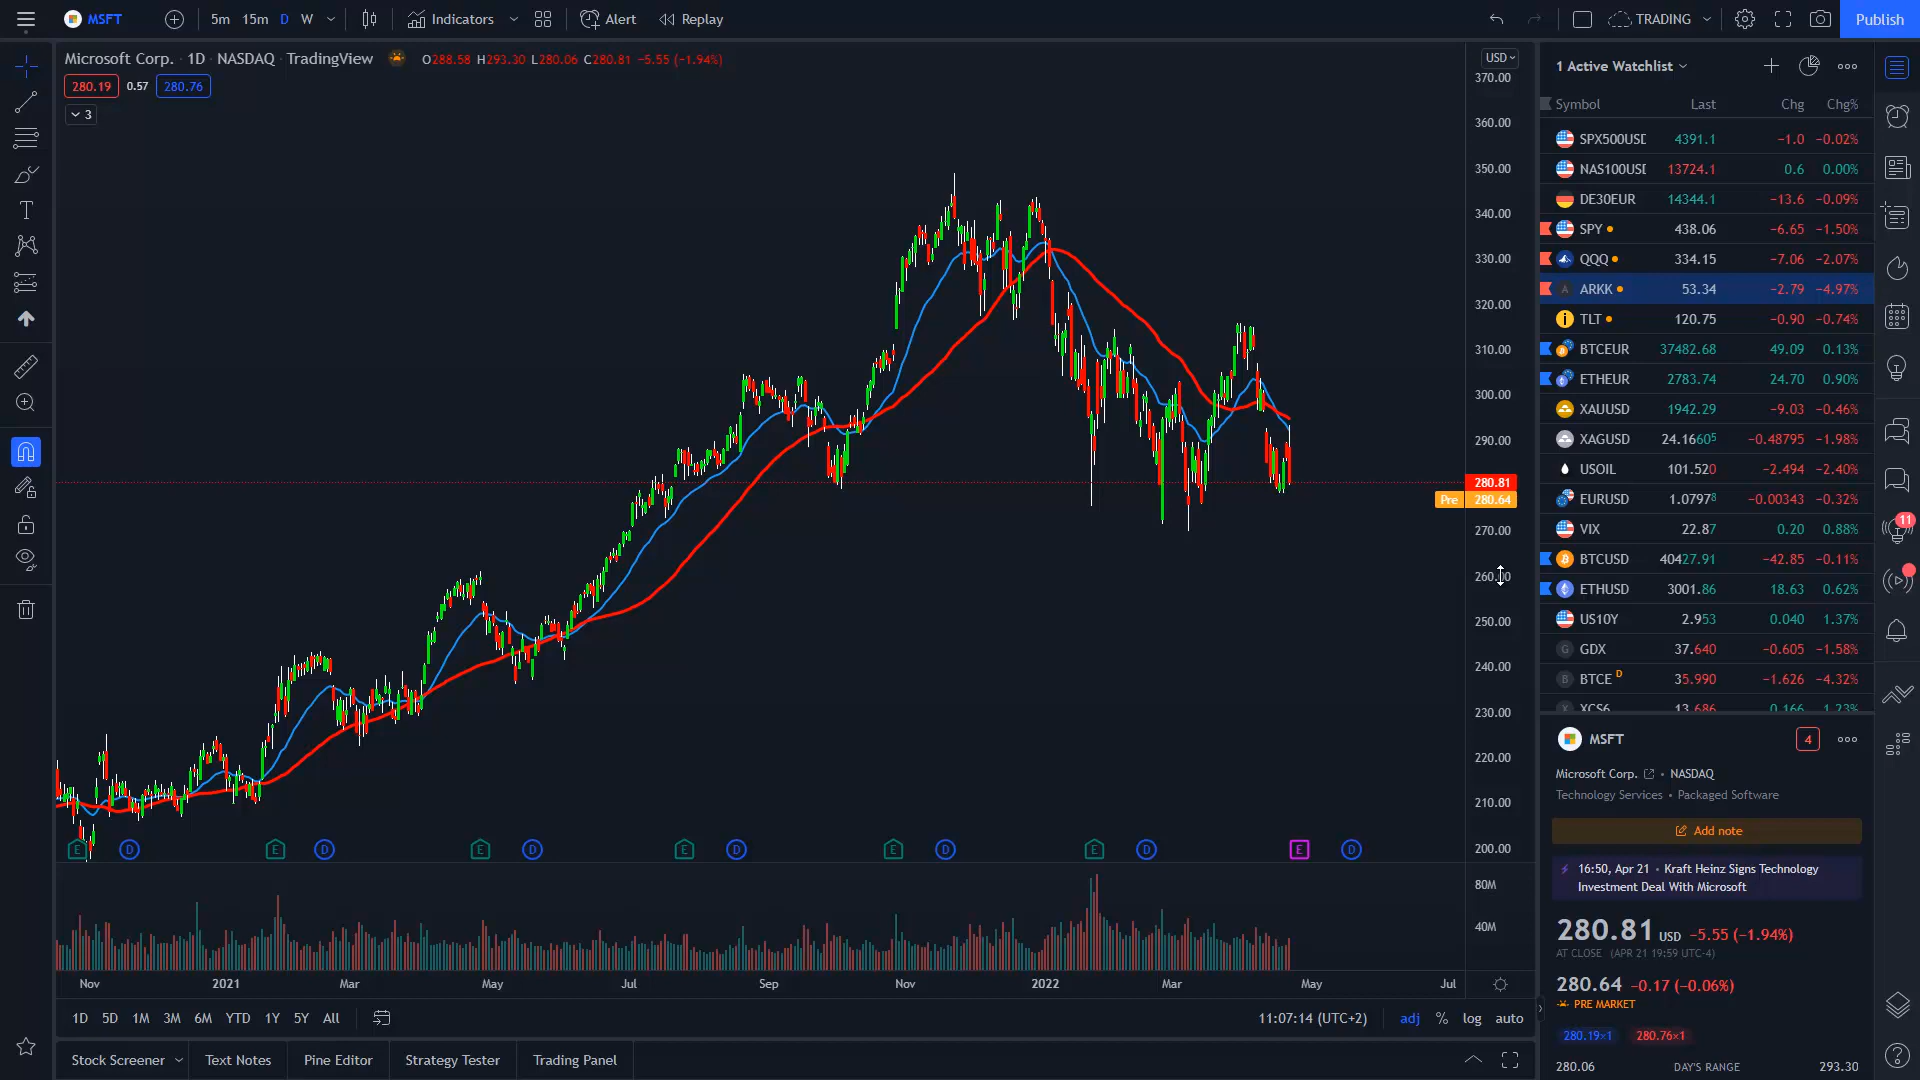 MSFT 5m 15m D W Indicators Alert Replay TRADING Publish
Microsoft Corp. 1D NASDAQ TradingView O288.58 H293.30 L280.06 C280.81 −5.55 (−1.94%)
280.19 0.57 280.76
3
USD
370.00
360.00
350.00
340.00
330.00
320.00
310.00
300.00
290.00
280.81
Pre 280.64
270.00
260.00
250.00
240.00
230.00
220.00
210.00
200.00
80M
40M
E D E D E D E D E D E D E D
Nov 2021 Mar May Jul Sep Nov 2022 Mar May Jul
1D 5D 1M 3M 6M YTD 1Y 5Y All 11:07:14 (UTC+2) adj % log auto
Stock Screener Text Notes Pine Editor Strategy Tester Trading Panel
1 Active Watchlist
Symbol Last Chg Chg%
SPX500USD 4391.1 −1.0 −0.02%
NAS100USD 13724.1 0.6 0.00%
DE30EUR 14344.1 −13.6 −0.09%
SPY 438.06 −6.65 −1.50%
QQQ 334.15 −7.06 −2.07%
A ARKK 53.34 −2.79 −4.97%
TLT 120.75 −0.90 −0.74%
BTCEUR 37482.68 49.09 0.13%
ETHEUR 2783.74 24.70 0.90%
XAUUSD 1942.29 −9.03 −0.46%
XAGUSD 24.16605 −0.48795 −1.98%
USOIL 101.520 −2.494 −2.40%
EURUSD 1.07978 −0.00343 −0.32%
VIX 22.87 0.20 0.88%
BTCUSD 40427.91 −42.85 −0.11%
ETHUSD 3001.86 18.63 0.62%
US10Y 2.953 0.040 1.37%
G GDX 37.640 −0.605 −1.58%
B BTCE D 35.990 −1.626 −4.32%
X XCS6 13.686 0.166 1.23%
11
MSFT 4
Microsoft Corp. • NASDAQ
Technology Services • Packaged Software
Add note
16:50, Apr 21 • Kraft Heinz Signs Technology
Investment Deal With Microsoft
280.81 USD −5.55 (−1.94%)
AT CLOSE (APR 21 19:59 UTC-4)
280.64 −0.17 (−0.06%)
PRE MARKET
280.19×1 280.76×1
280.06 DAY'S RANGE 293.30